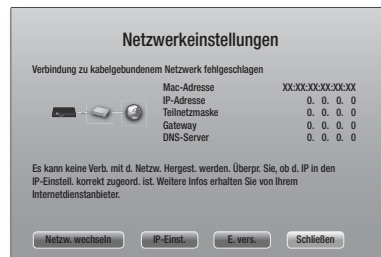 Netzwerkeinstellungen
Verbindung zu kabelgebundenem Netzwerk fehlgeschlagen
Mac-Adresse XX:XX:XX:XX:XX:XX
IP-Adresse 0. 0. 0. 0
Teilnetzmaske 0. 0. 0. 0
Gateway 0. 0. 0. 0
DNS-Server 0. 0. 0. 0
Es kann keine Verb. mit d. Netzw. Hergest. werden. Überpr. Sie, ob d. IP in den
IP-Einstell. korrekt zugeord. ist. Weitere Infos erhalten Sie von Ihrem
Internetdienstanbieter.
Netzw. wechseln IP-Einst. E. vers. Schließen